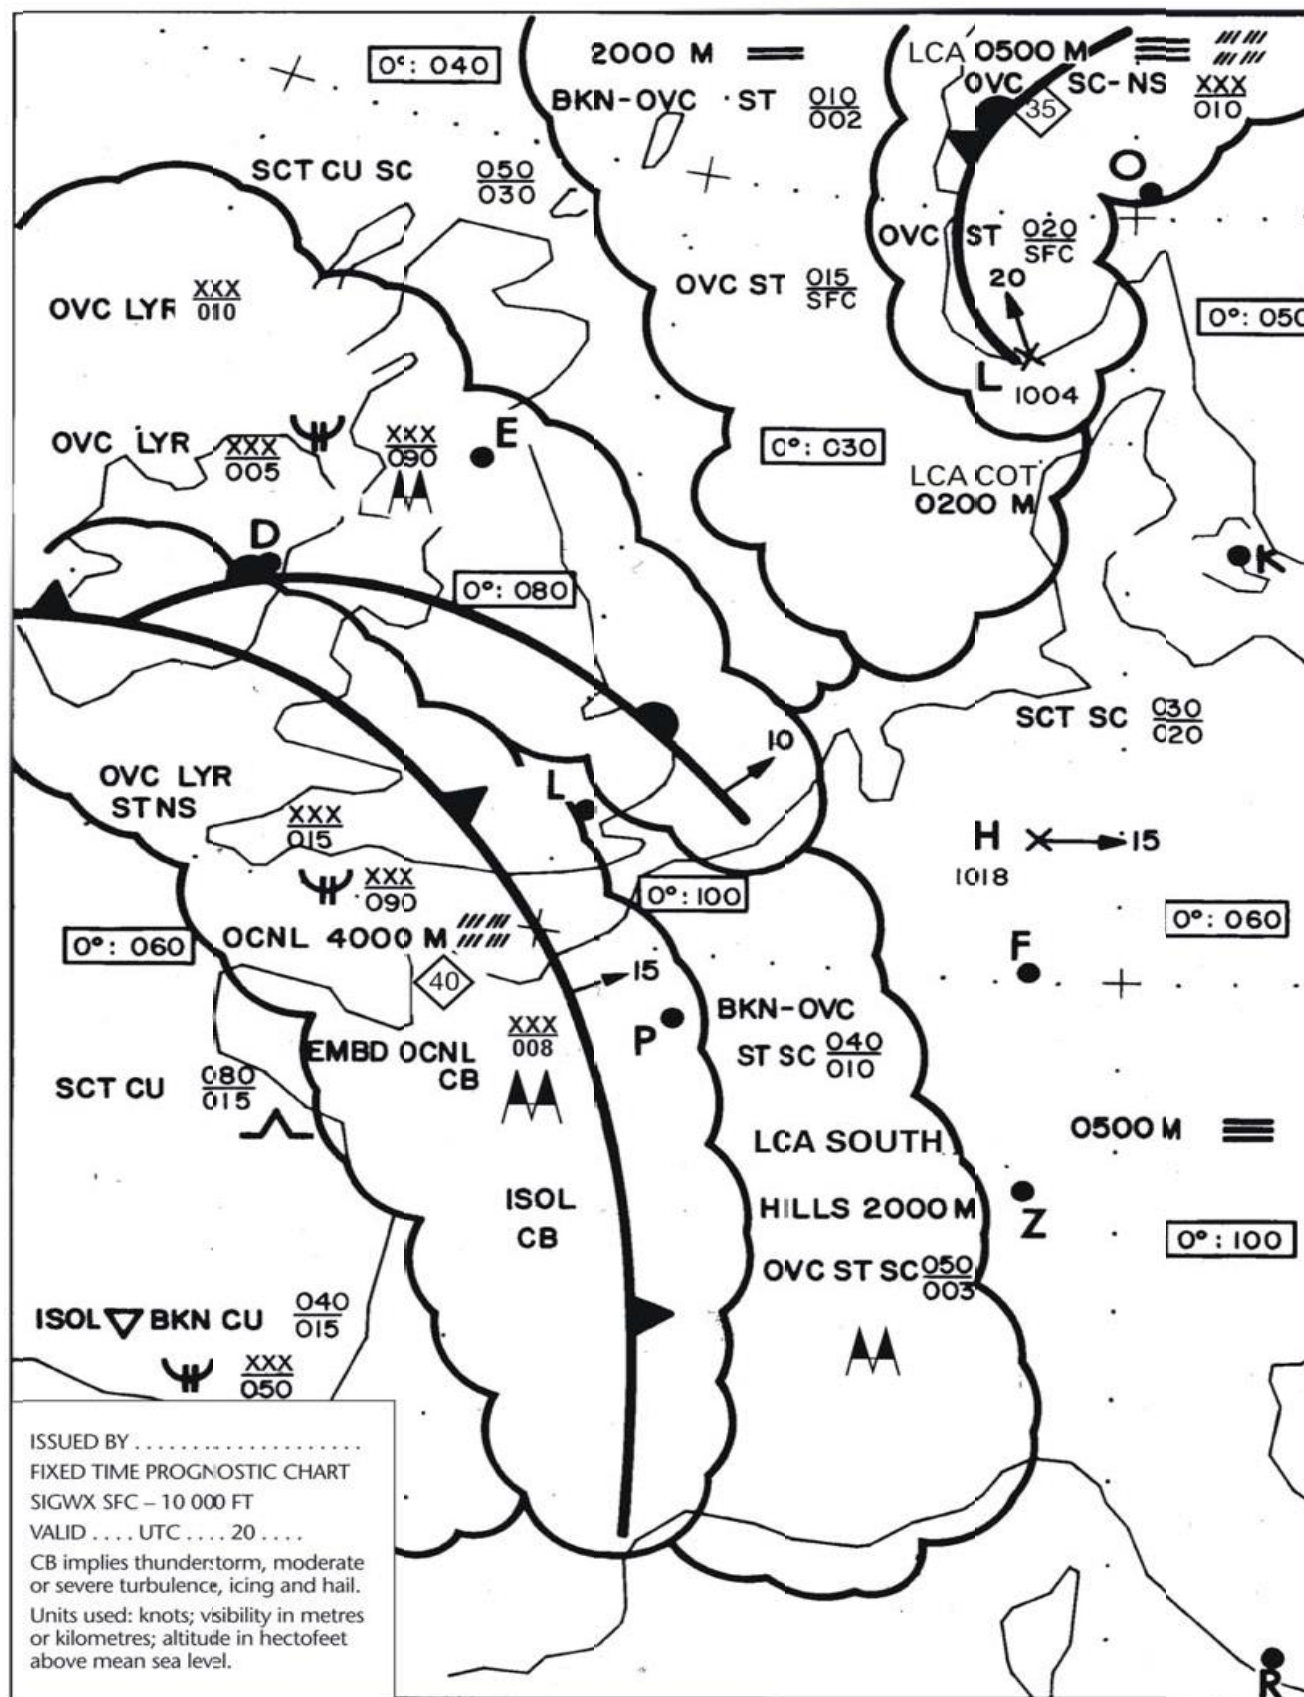 0°: 040
2000 M
LCA 0500 M
BKN-OVC ST 010
002
OVC SC-NS XXX
010
35
SCT CU SC 050
030
O
OVC ST 020
SFC
OVC LYR XXX
010
OVC ST 015
SFC
20
0°: 050
L 1004
OVC LYR XXX
005
XXX
090
E
0°: 030
LCA COT
0200 M
D
K
0°: 080
SCT SC 030
020
10
OVC LYR
ST NS
XXX
015
L
H 15
1018
XXX
090
0°: 100
0°: 060
OCNL 4000 M
0°: 060
F
40
15
P
BKN-OVC
ST SC 040
010
EMBD OCNL
CB
XXX
008
SCT CU 080
015
LCA SOUTH
HILLS 2000 M
OVC ST SC 050
003
0500 M
Z
0°: 100
ISOL
CB
ISOL BKN CU 040
015
XXX
050
ISSUED BY . . . . . . . . . . . . . . . . . . . . . .
FIXED TIME PROGNOSTIC CHART
SIGWX SFC – 10 000 FT
VALID . . . . UTC . . . . 20 . . . .
CB implies thunderstorm, moderate
or severe turbulence, icing and hail.
Units used: knots; visibility in metres
or kilometres; altitude in hectofeet
above mean sea level.
R